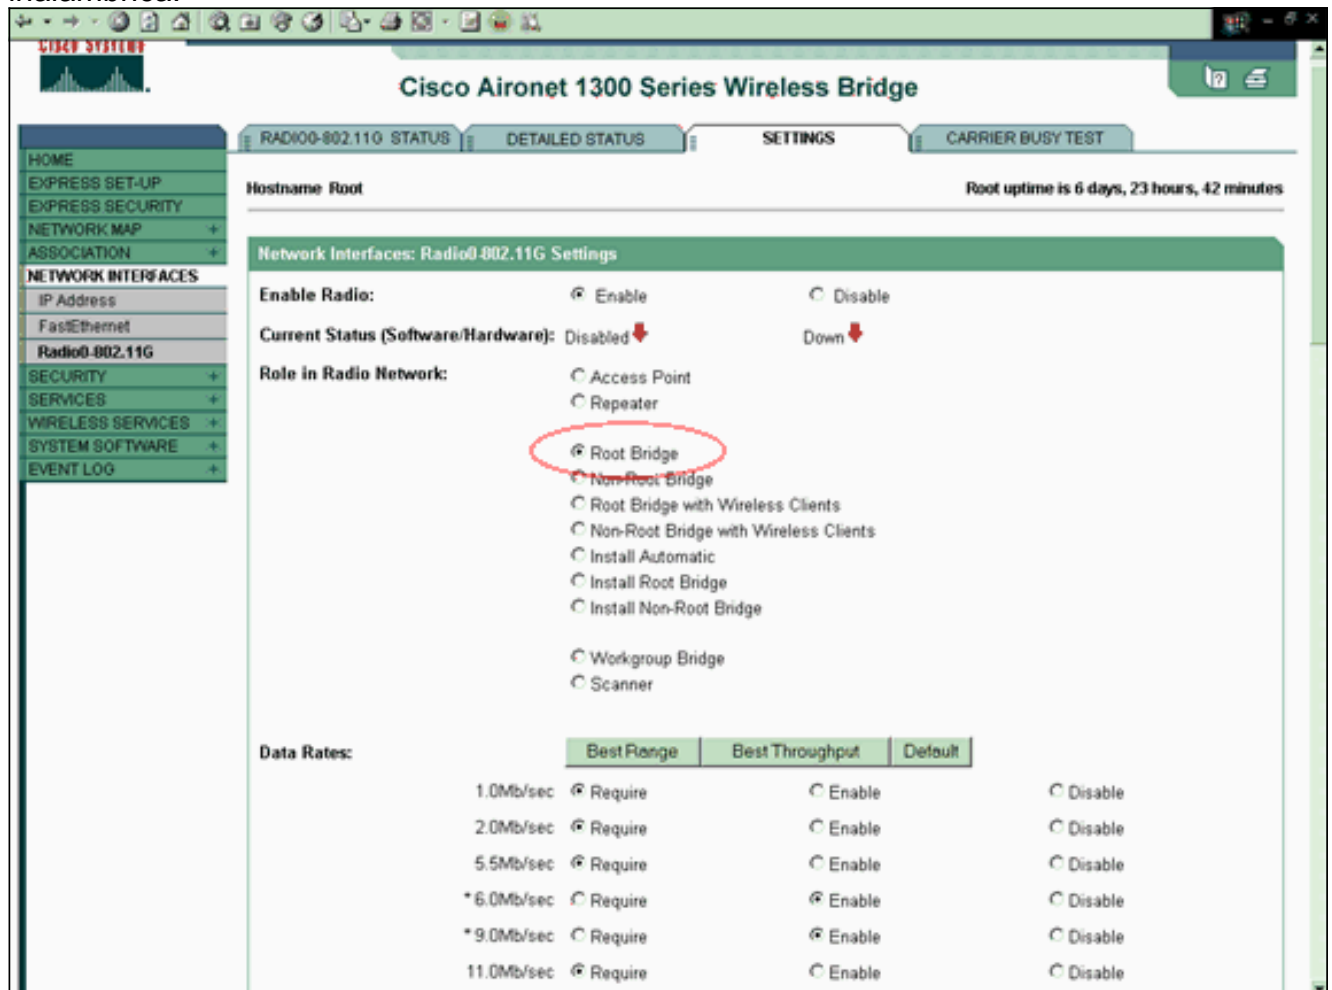 CISCO SYSTEMS
Cisco Aironet 1300 Series Wireless Bridge
RADIO0-802.11G STATUS DETAILED STATUS SETTINGS CARRIER BUSY TEST
HOME
EXPRESS SET-UP
EXPRESS SECURITY
NETWORK MAP +
ASSOCIATION +
NETWORK INTERFACES
IP Address
FastEthernet
Radio0-802.11G
SECURITY +
SERVICES +
WIRELESS SERVICES +
SYSTEM SOFTWARE +
EVENT LOG +
Hostname Root Root uptime is 6 days, 23 hours, 42 minutes
Network Interfaces: Radio0-802.11G Settings
Enable Radio: Enable Disable
Current Status (Software/Hardware): Disabled Down
Role in Radio Network: Access Point
Repeater
Root Bridge
Non-Root Bridge
Root Bridge with Wireless Clients
Non-Root Bridge with Wireless Clients
Install Automatic
Install Root Bridge
Install Non-Root Bridge
Workgroup Bridge
Scanner
Data Rates: Best Range Best Throughput Default
1.0Mb/sec Require Enable Disable
2.0Mb/sec Require Enable Disable
5.5Mb/sec Require Enable Disable
*6.0Mb/sec Require Enable Disable
*9.0Mb/sec Require Enable Disable
11.0Mb/sec Require Enable Disable